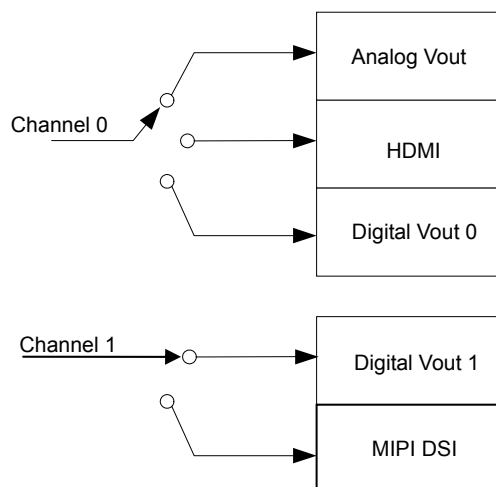 Analog Vout
Channel 0
HDMI
Digital Vout 0
Channel 1
Digital Vout 1
MIPI DSI